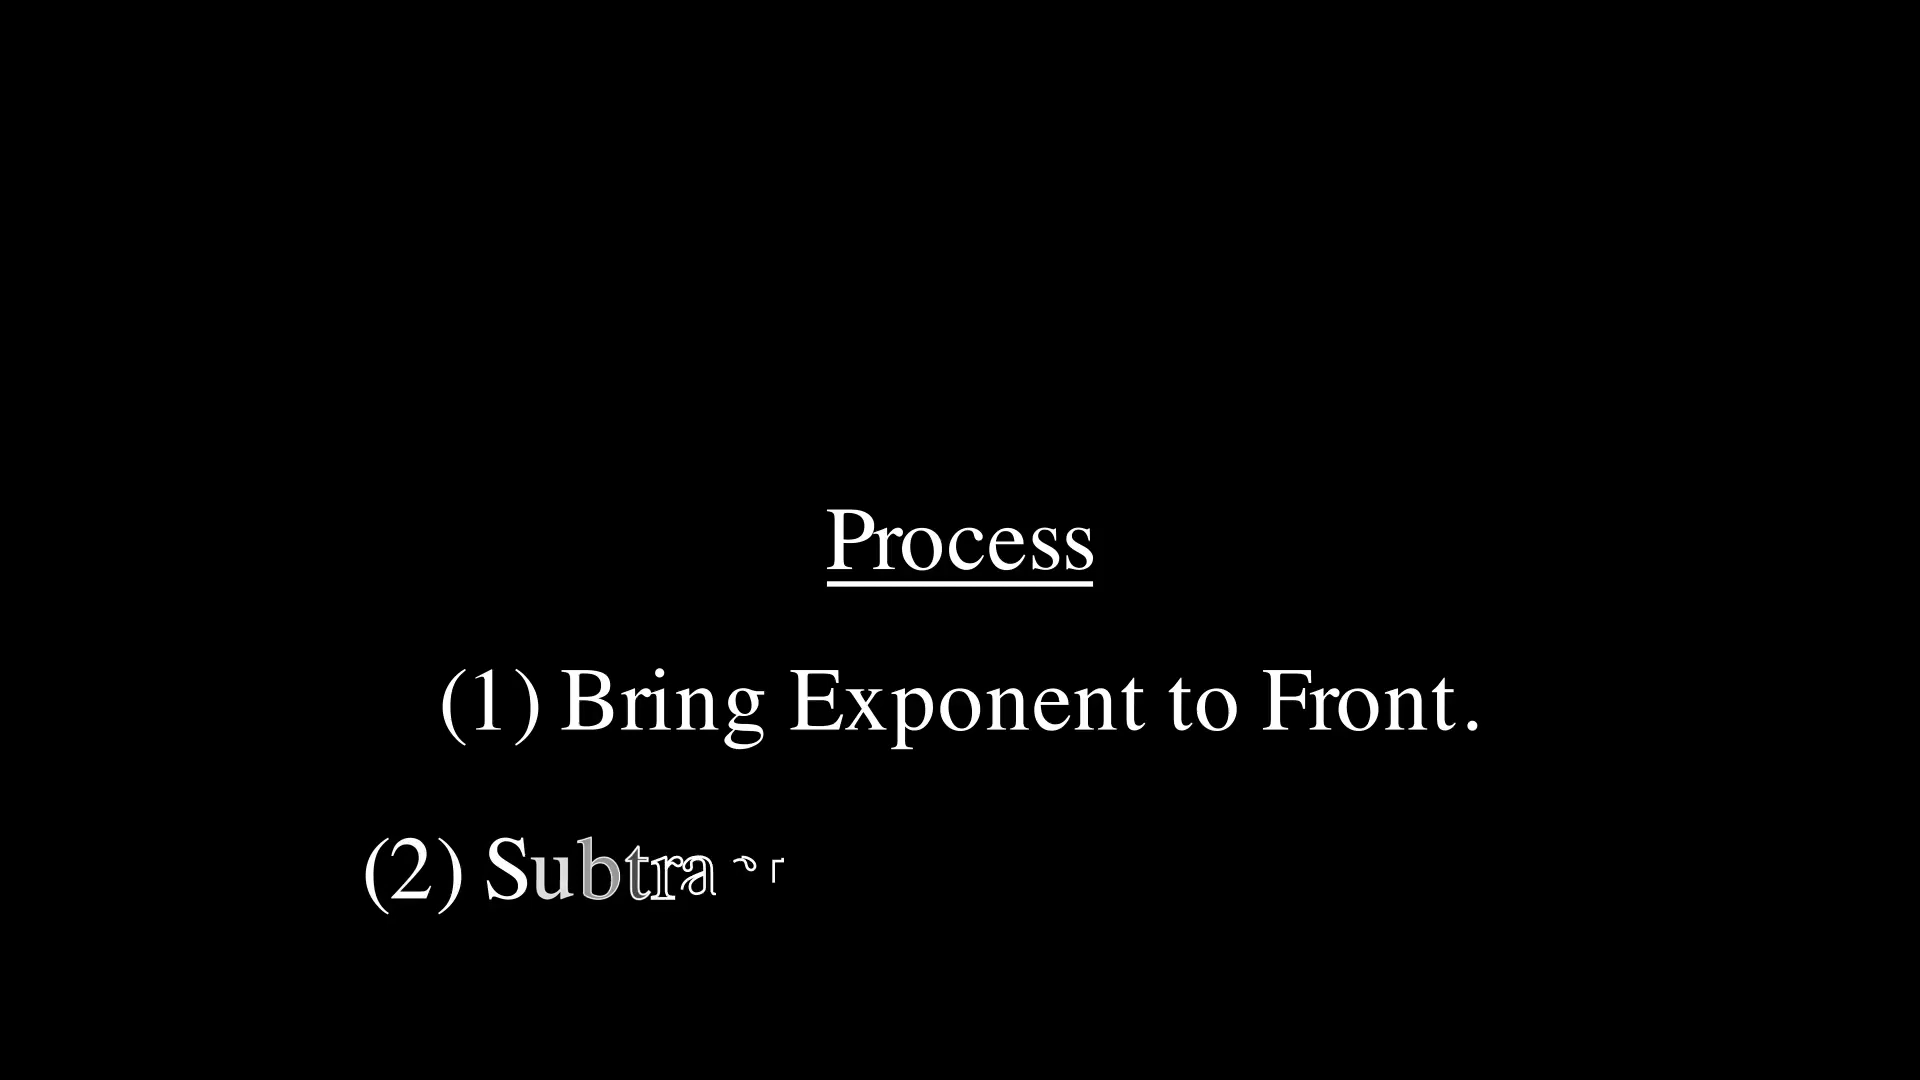 Process
(1) Bring Exponent to Front.
(2) Subtra